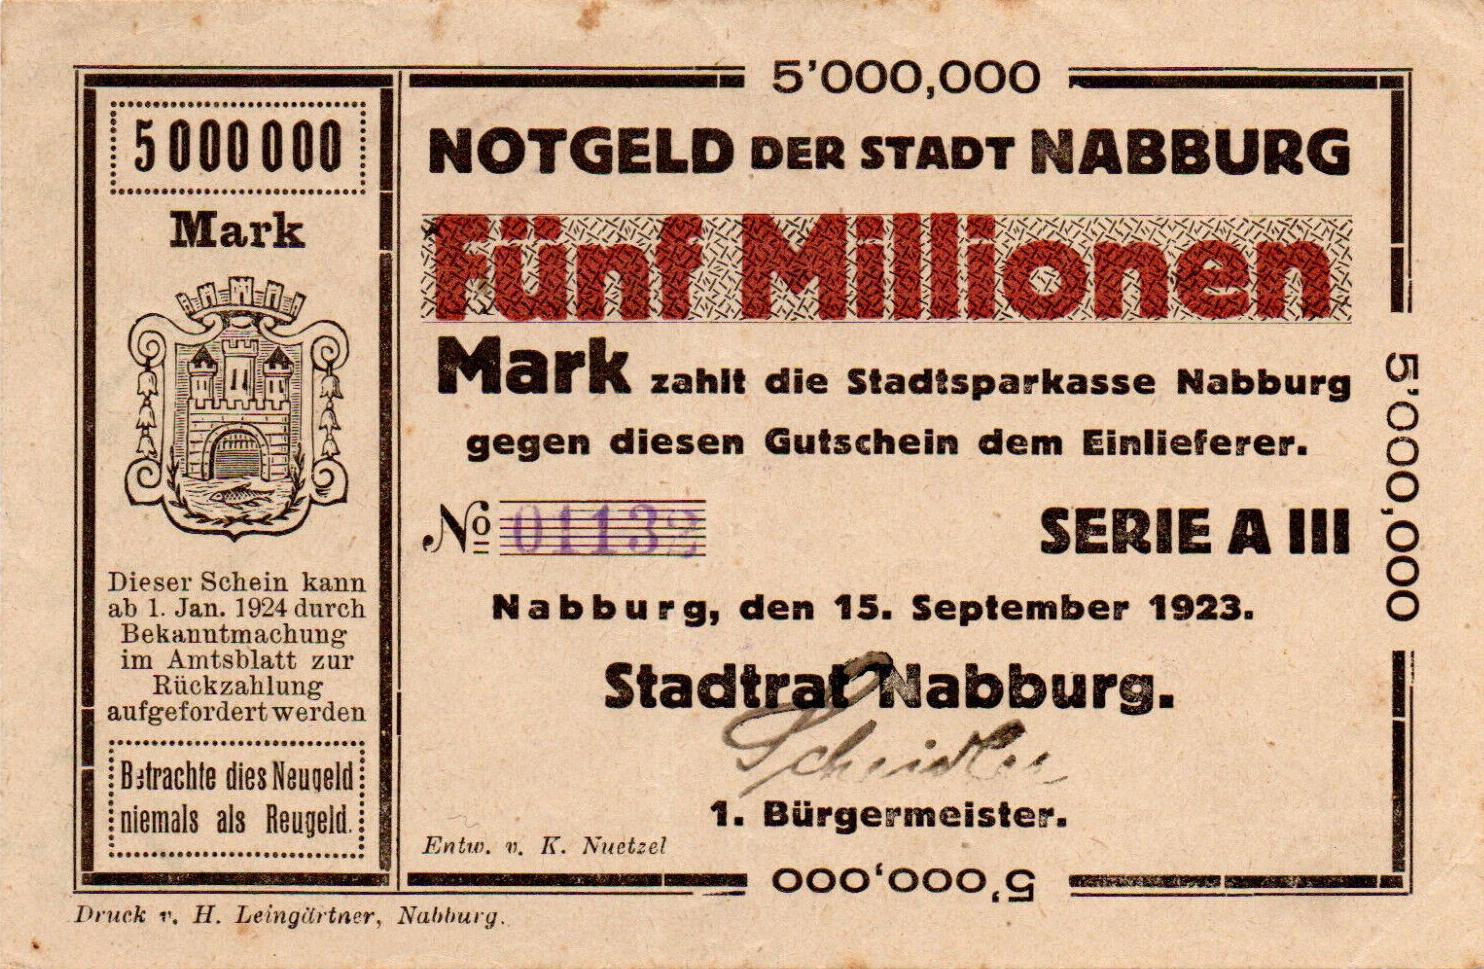 5'000,000
5000000
Mark
Dieser Schein kann
ab 1. Jan. 1924 durch
Bekanntmachung
im Amtsblatt zur
Rückzahlung
aufgefordert werden
Betrachte dies Neugeld
niemals als Reugeld.
NOTGELD DER STADT NABBURG
Fünf Millionen
Mark zahlt die Stadtsparkasse Nabburg
gegen diesen Gutschein dem Einlieferer.
No 01132
SERIE A III
Nabburg, den 15. September 1923.
Stadtrat Nabburg.
Scheidler
1. Bürgermeister.
Entw. v. K. Nuetzel
5'000,000
5'000,000
Druck v. H. Leingärtner, Nabburg.